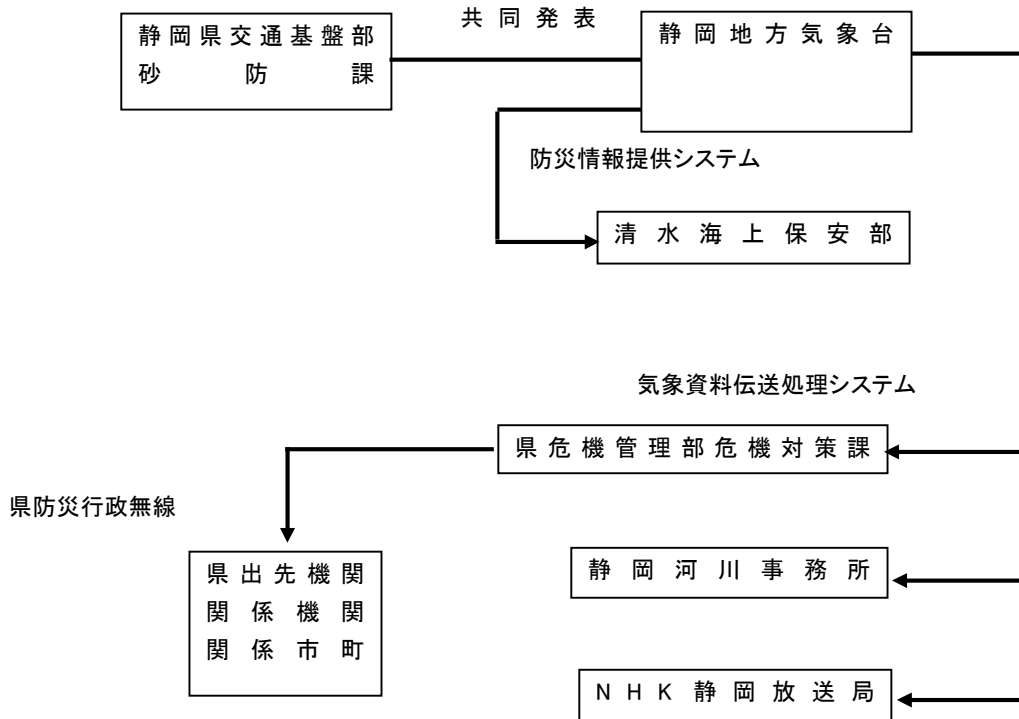 共同発表
静岡県交通基盤部
砂防課
静岡地方気象台
防災情報提供システム
清水海上保安部
気象資料伝送処理システム
県危機管理部危機対策課
県防災行政無線
県出先機関
関係機関
関係市町
静岡河川事務所
NHK静岡放送局